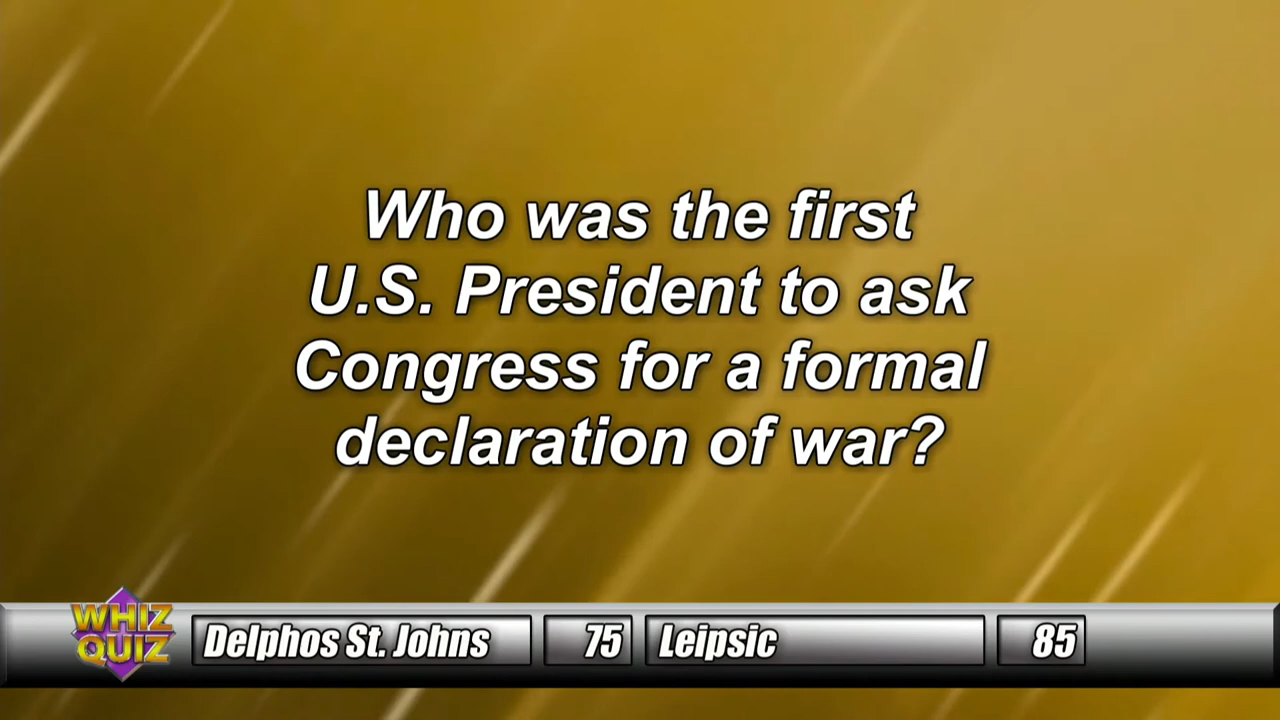 Who was the first
U.S. President to ask
Congress for a formal
declaration of war?
WHIZ
QUIZ
Delphos St. Johns 75 Leipsic 85